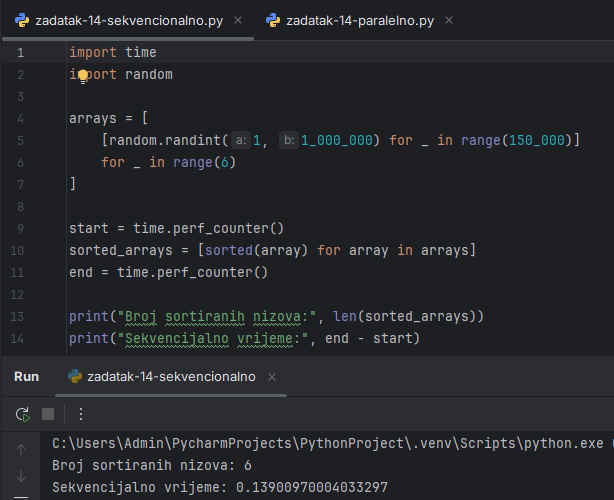 zadatak-14-sekvencionalno.py × zadatak-14-paralelno.py ×
1 import time
2 import random
3
4 arrays = [
5 [random.randint( a: 1, b: 1_000_000) for _ in range(150_000)]
6 for _ in range(6)
7 ]
8
9 start = time.perf_counter()
10 sorted_arrays = [sorted(array) for array in arrays]
11 end = time.perf_counter()
12
13 print("Broj sortiranih nizova:", len(sorted_arrays))
14 print("Sekvencijalno vrijeme:", end - start)
Run zadatak-14-sekvencionalno ×
C:\Users\Admin\PycharmProjects\PythonProject\.venv\Scripts\python.exe
Broj sortiranih nizova: 6
Sekvencijalno vrijeme: 0.13900970004033297